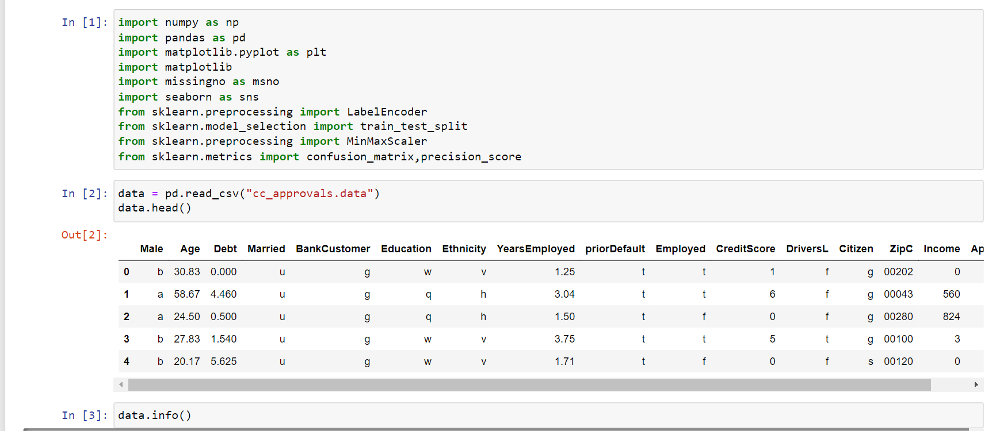 In [1]: import numpy as np
import pandas as pd
import matplotlib.pyplot as plt
import matplotlib
import missingno as msno
import seaborn as sns
from sklearn.preprocessing import LabelEncoder
from sklearn.model_selection import train_test_split
from sklearn.preprocessing import MinMaxScaler
from sklearn.metrics import confusion_matrix,precision_score
In [2]: data = pd.read_csv("cc_approvals.data")
data.head()
Out[2]:
Male Age Debt Married BankCustomer Education Ethnicity YearsEmployed priorDefault Employed CreditScore DriversL Citizen ZipC Income Ap
0 b 30.83 0.000 u g w v 1.25 t t 1 f g 00202 0
1 a 58.67 4.460 u g q h 3.04 t t 6 f g 00043 560
2 a 24.50 0.500 u g q h 1.50 t f 0 f g 00280 824
3 b 27.83 1.540 u g w v 3.75 t t 5 t g 00100 3
4 b 20.17 5.625 u g w v 1.71 t f 0 f s 00120 0
In [3]: data.info()